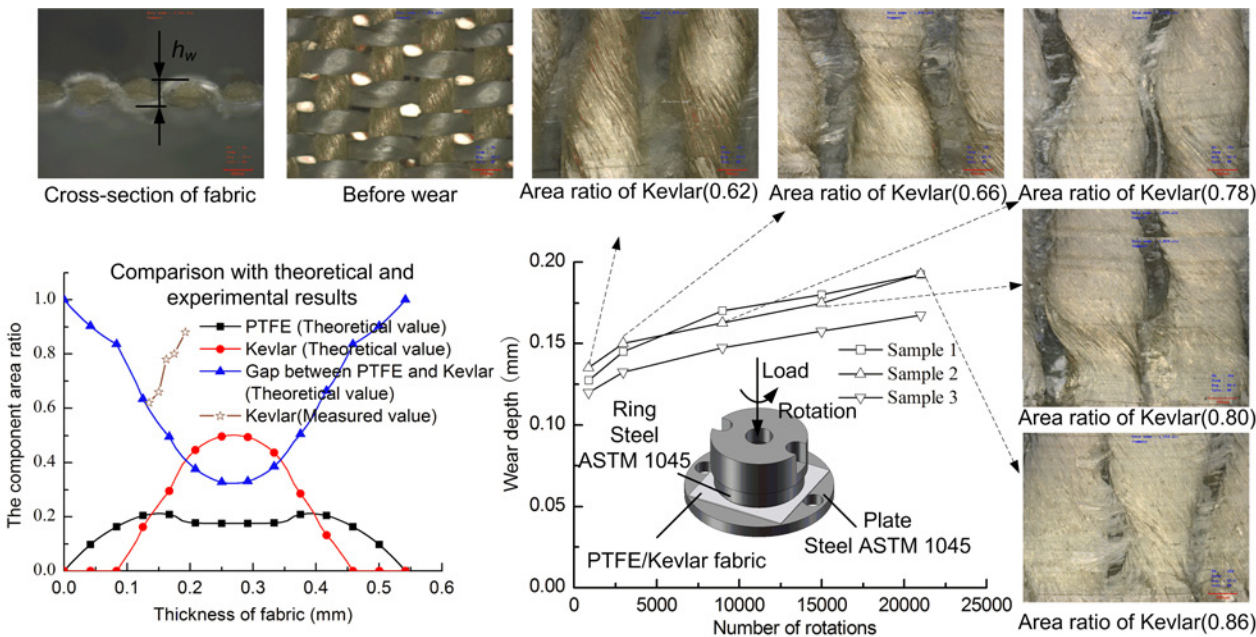 h_w
Cross-section of fabric
Before wear
Area ratio of Kevlar(0.62)
Area ratio of Kevlar(0.66)
Area ratio of Kevlar(0.78)
Area ratio of Kevlar(0.80)
Area ratio of Kevlar(0.86)
Comparison with theoretical and
experimental results
PTFE (Theoretical value)
Kevlar (Theoretical value)
Gap between PTFE and Kevlar
(Theoretical value)
Kevlar(Measured value)
The component area ratio
1.0
0.8
0.6
0.4
0.2
0.0
0.0 0.1 0.2 0.3 0.4 0.5 0.6
Thickness of fabric (mm)
Wear depth (mm)
0.20
0.15
0.10
0.05
0.00
Sample 1
Sample 2
Sample 3
Load
Rotation
Ring
Steel
ASTM 1045
Plate
Steel ASTM 1045
PTFE/Kevlar fabric
0 5000 10000 15000 20000 25000
Number of rotations